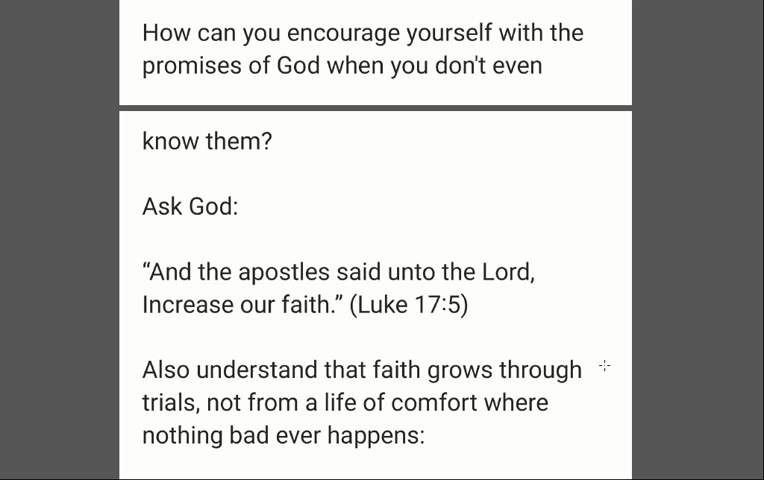 How can you encourage yourself with the
promises of God when you don't even
know them?
Ask God:
“And the apostles said unto the Lord,
Increase our faith.” (Luke 17:5)
Also understand that faith grows through
trials, not from a life of comfort where
nothing bad ever happens: